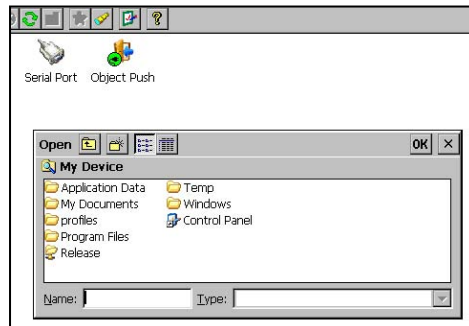 ?
Serial Port Object Push
Open OK ×
My Device
Application Data Temp
My Documents Windows
profiles Control Panel
Program Files
Release
Name: Type: